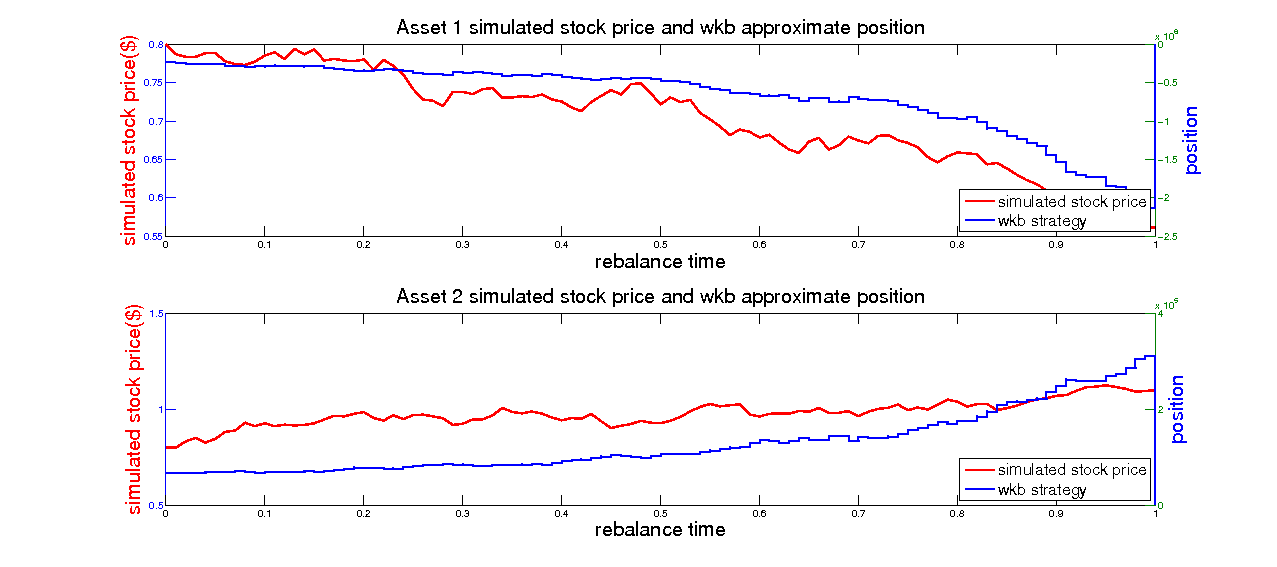 Asset 1 simulated stock price and wkb approximate position
simulated stock price($)
0.8
0.75
0.7
0.65
0.6
0.55
0
-0.5
-1
-1.5
-2
-2.5
position
simulated stock price
wkb strategy
0 0.1 0.2 0.3 0.4 0.5 0.6 0.7 0.8 0.9 1
rebalance time
Asset 2 simulated stock price and wkb approximate position
simulated stock price($)
1.5
1
0.5
4
2
0
position
simulated stock price
wkb strategy
0 0.1 0.2 0.3 0.4 0.5 0.6 0.7 0.8 0.9 1
rebalance time